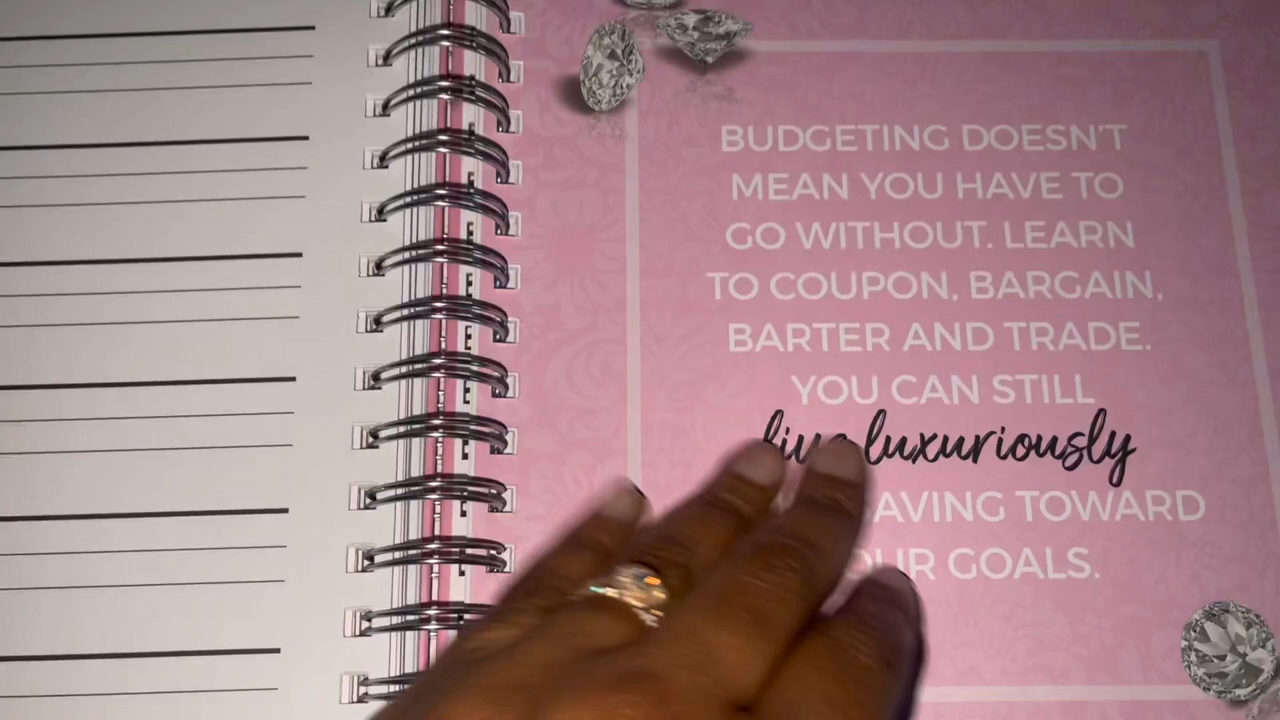 BUDGETING DOESN'T
MEAN YOU HAVE TO
GO WITHOUT. LEARN
TO COUPON, BARGAIN,
BARTER AND TRADE.
YOU CAN STILL
live luxuriously
TOWARD
GOALS.